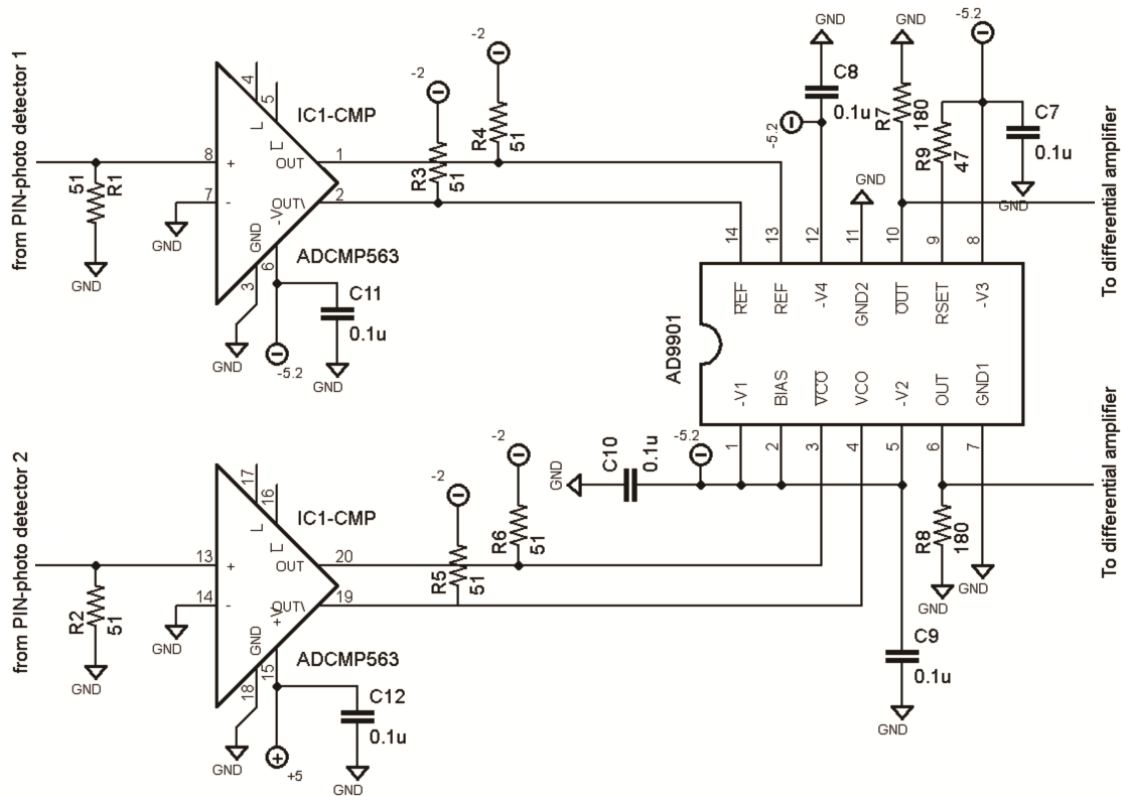 from PIN-photo detector 1
8
7
+
-
51
R1
GND
GND
4
5
L
L̅
IC1-CMP
OUT
OUT\
1
2
-V
GND
6
3
ADCMP563
GND
-5.2
C11
0.1u
GND
-2
R3
51
-2
R4
51
GND
C8
0.1u
-5.2
GND
R7
180
-5.2
R9
47
C7
0.1u
GND
GND
To differential amplifier
14
13
12
11
10
9
8
R̅E̅F̅
REF
-V4
GND2
O̅U̅T̅
RSET
-V3
AD9901
-V1
BIAS
V̅C̅O̅
VCO
-V2
OUT
GND1
1
2
3
4
5
6
7
To differential amplifier
GND
C10
0.1u
-5.2
R8
180
GND
GND
C9
0.1u
GND
from PIN-photo detector 2
13
14
+
-
R2
51
GND
GND
17
16
L
L̅
IC1-CMP
OUT
OUT\
20
19
+V
GND
15
18
ADCMP563
GND
+5
C12
0.1u
GND
-2
R5
51
-2
R6
51